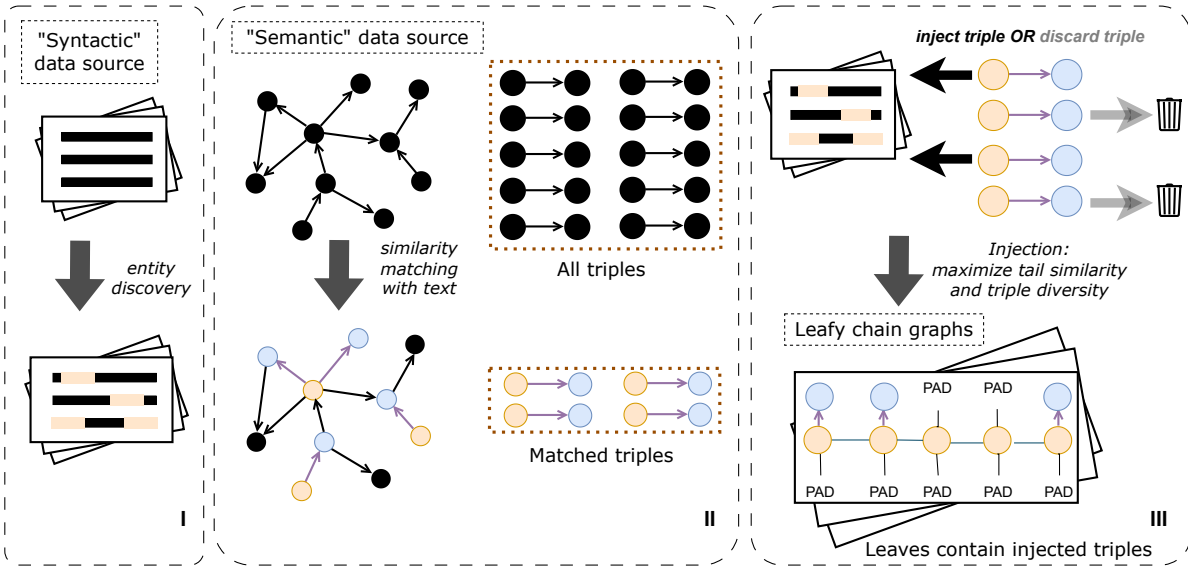 "Syntactic"
data source
entity
discovery
I
"Semantic" data source
similarity
matching
with text
All triples
Matched triples
II
inject triple OR discard triple
Injection:
maximize tail similarity
and triple diversity
Leafy chain graphs
PAD PAD
PAD PAD PAD PAD PAD
III
Leaves contain injected triples